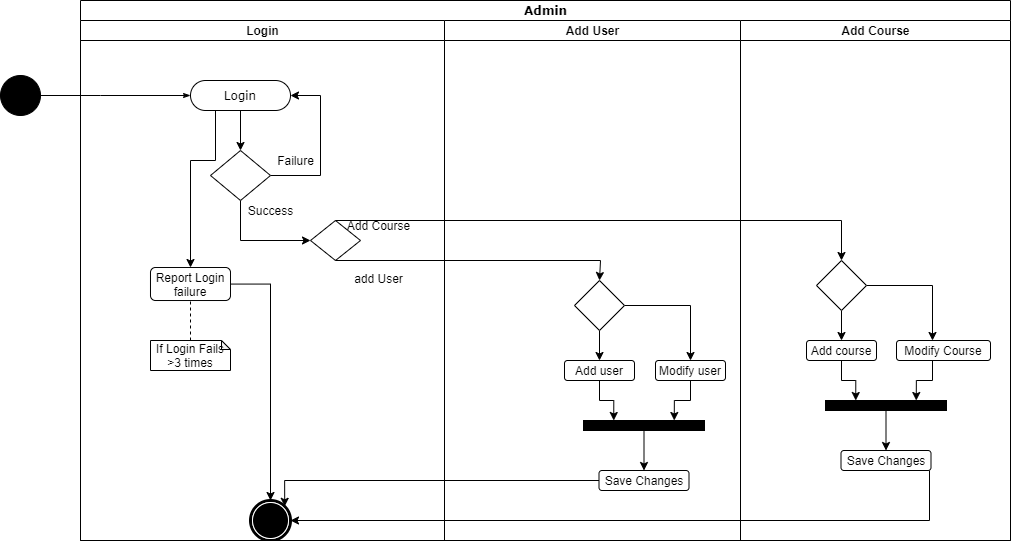 Admin
Login
Add User
Add Course
Login
Failure
Success
Add Course
add User
Report Login
failure
If Login Fails
>3 times
Add user
Modify user
Save Changes
Add course
Modify Course
Save Changes